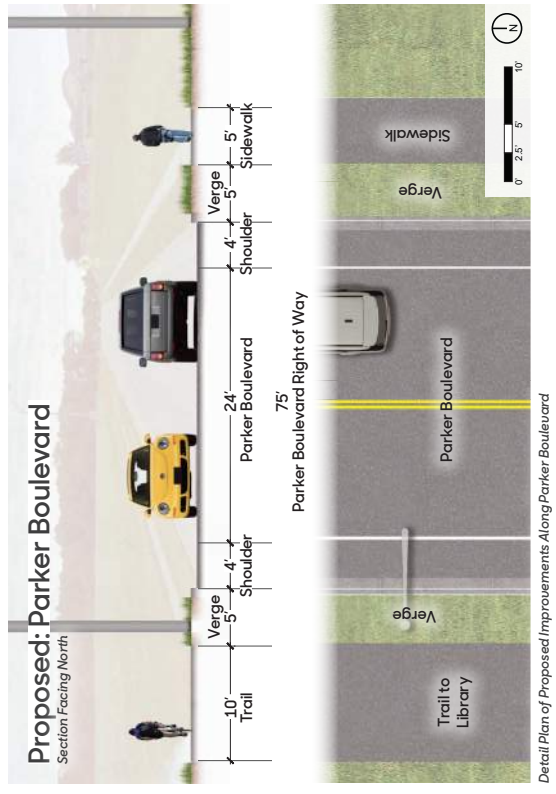 Proposed: Parker Boulevard
Section Facing North
10'
Trail
Verge
5'
4'
Shoulder
24'
Parker Boulevard
4'
Shoulder
Verge
5'
5'
Sidewalk
75'
Parker Boulevard Right of Way
Trail to
Library
Verge
Parker Boulevard
Verge
Sidewalk
N
0'
2.5'
5'
10'
Detail Plan of Proposed Improvements Along Parker Boulevard